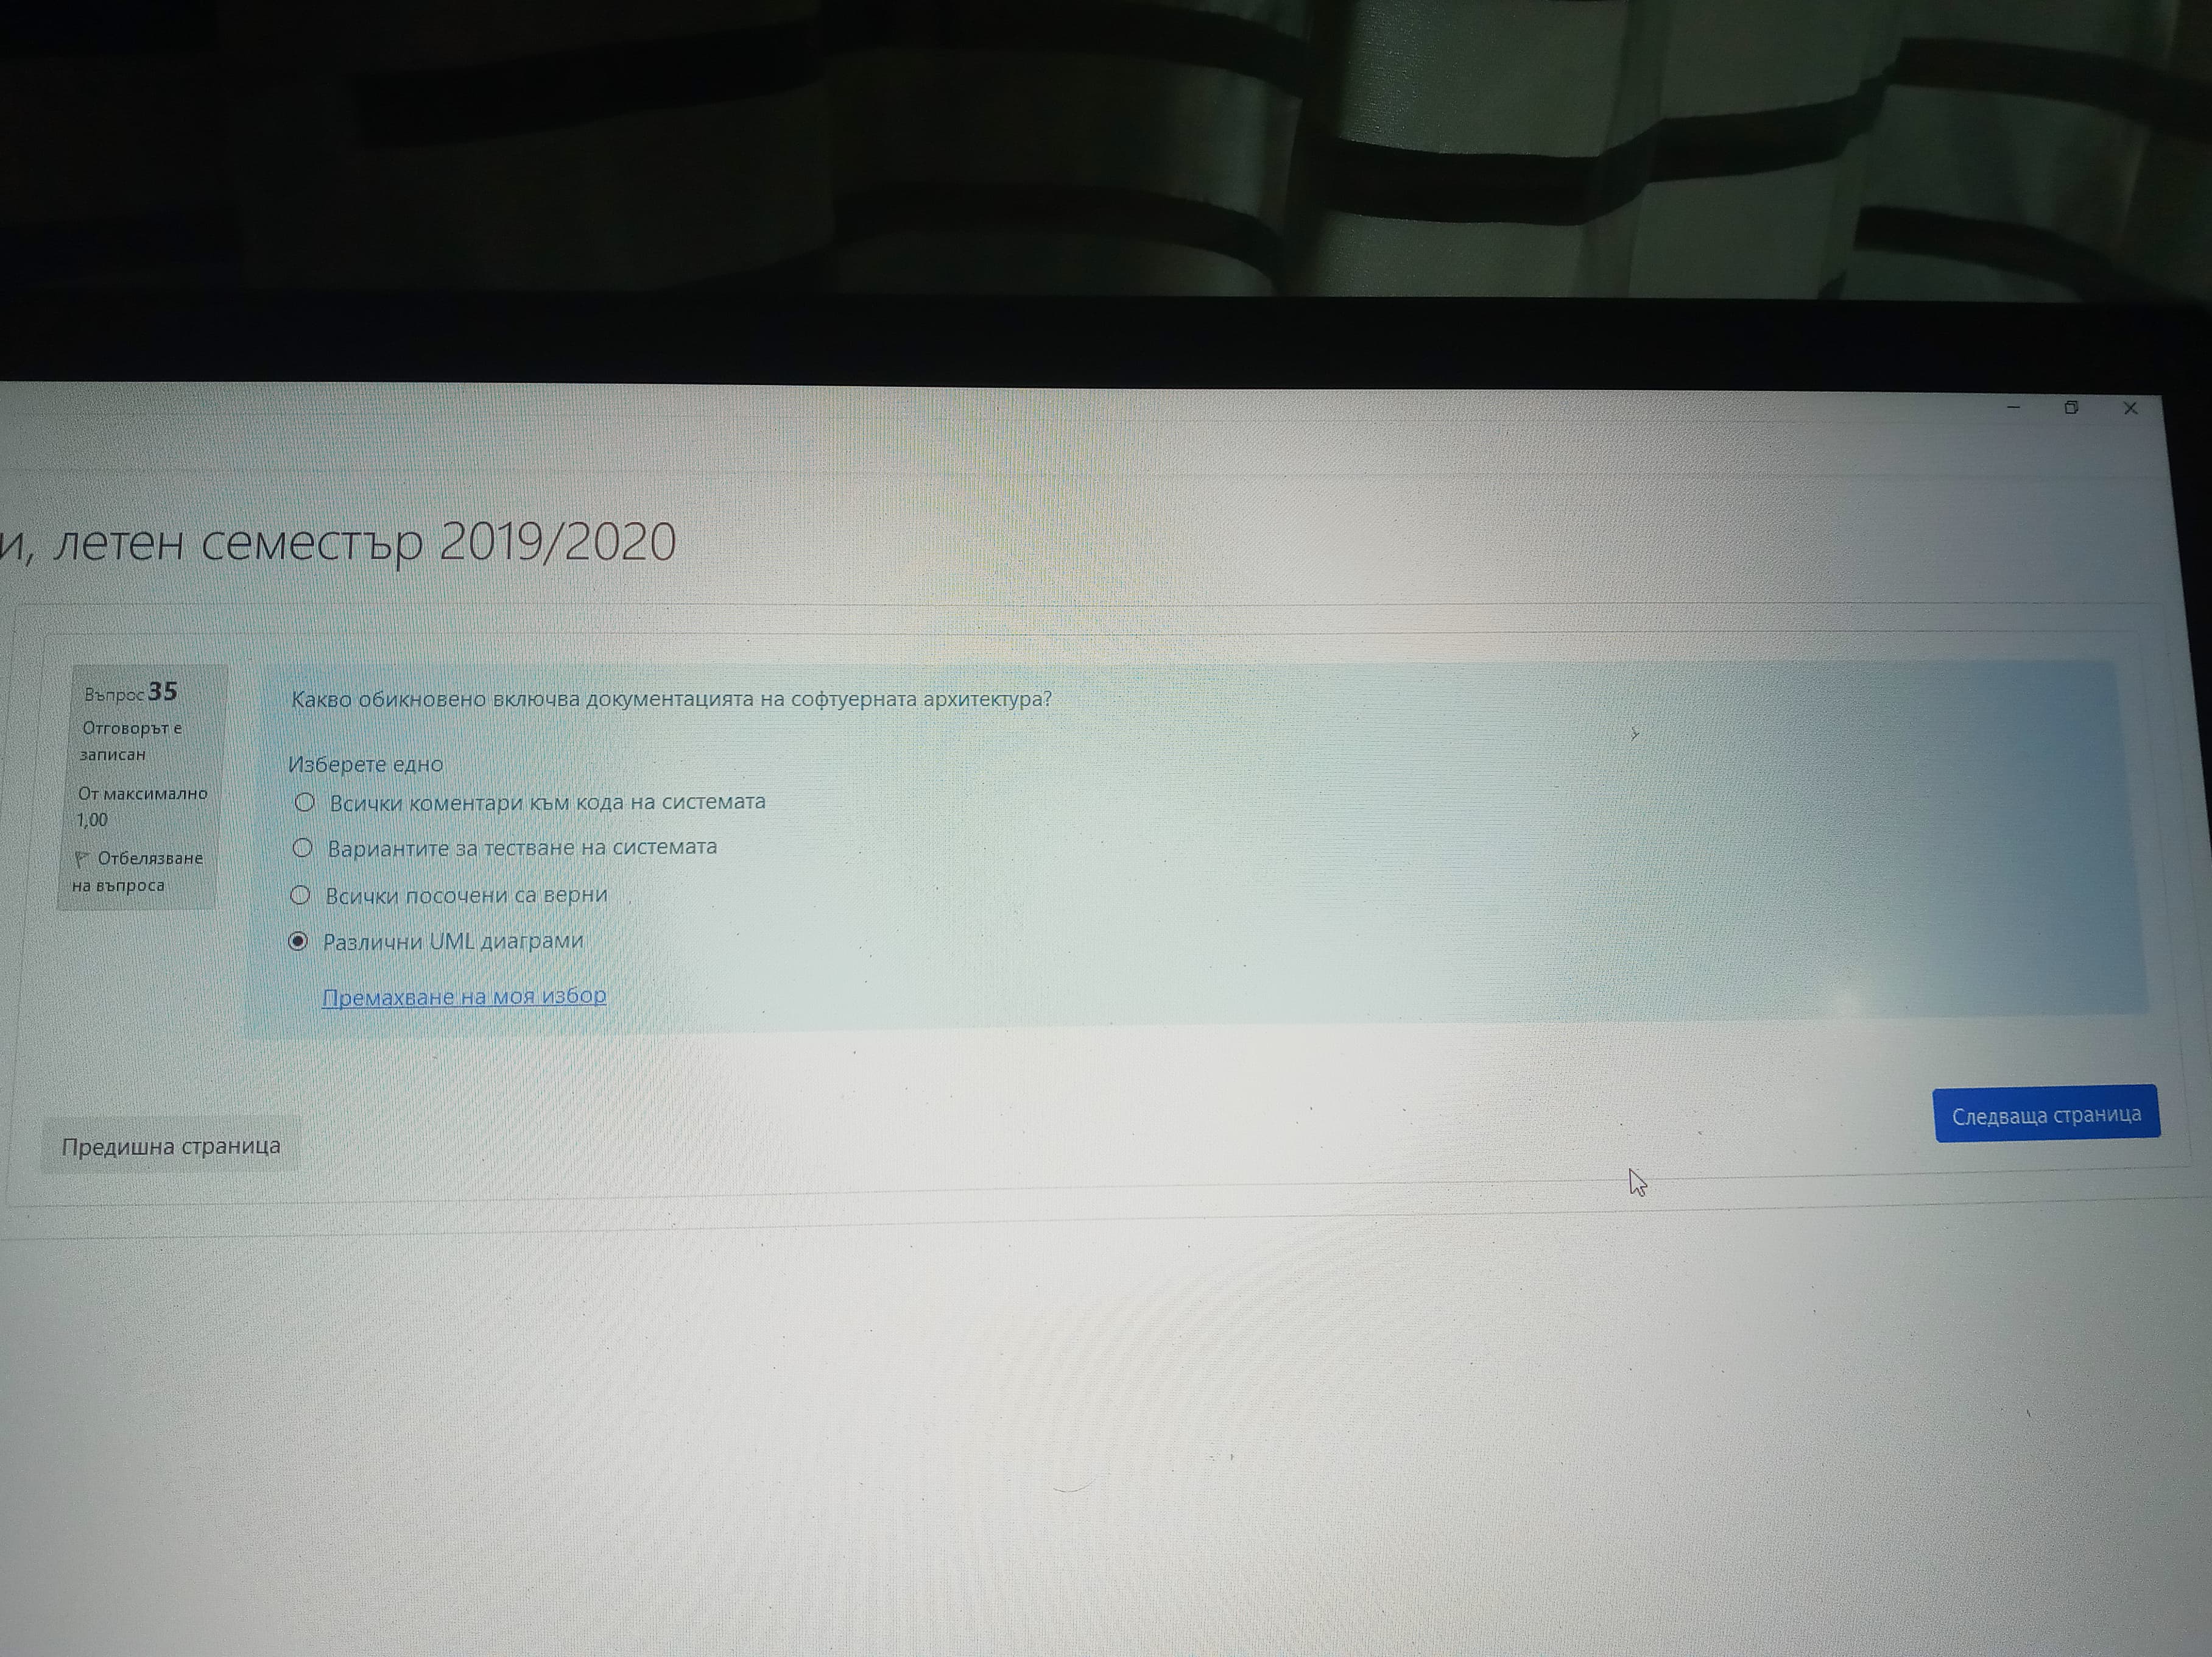 и, летен семестър 2019/2020
Въпрос 35
Отговорът е
записан
От максимално
1,00
Отбелязване
на въпроса
Какво обикновено включва документацията на софтуерната архитектура?
Изберете едно
Всички коментари към кода на системата
Вариантите за тестване на системата
Всички посочени са верни
Различни UML диаграми
Премахване на моя избор
Предишна страница
Следваща страница